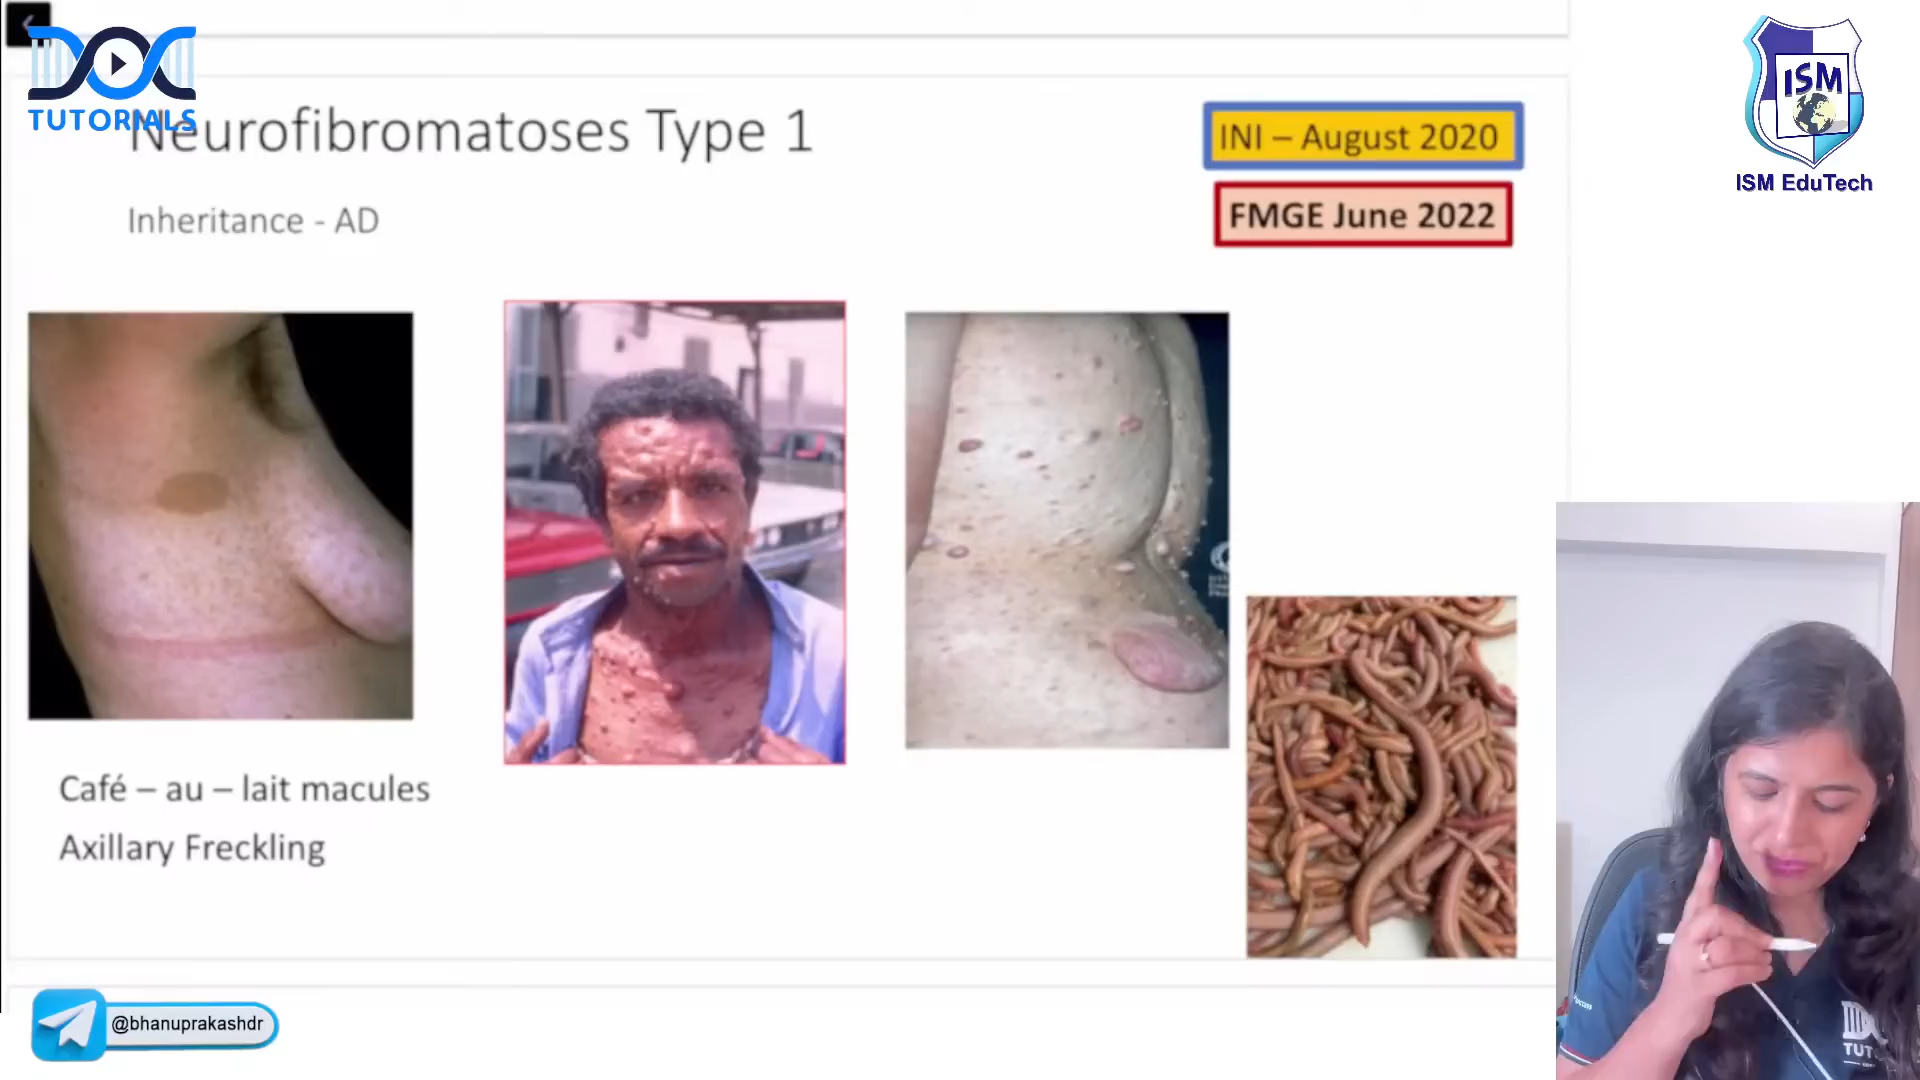 TUTORIALS
Neurofibromatoses Type 1
Inheritance - AD
INI – August 2020
FMGE June 2022
ISM
ISM EduTech
Café – au – lait macules
Axillary Freckling
@bhanuprakashdr